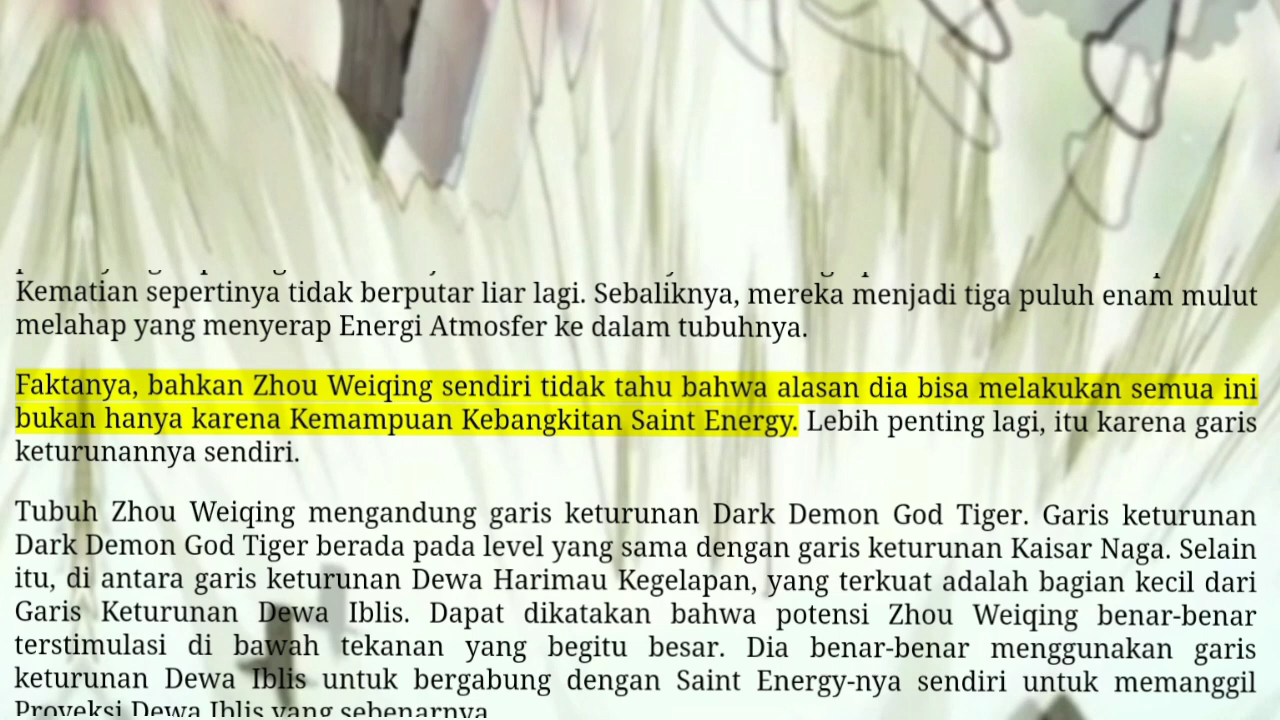 Kematian sepertinya tidak berputar liar lagi. Sebaliknya, mereka menjadi tiga puluh enam mulut
melahap yang menyerap Energi Atmosfer ke dalam tubuhnya.
Faktanya, bahkan Zhou Weiqing sendiri tidak tahu bahwa alasan dia bisa melakukan semua ini
bukan hanya karena Kemampuan Kebangkitan Saint Energy. Lebih penting lagi, itu karena garis
keturunannya sendiri.
Tubuh Zhou Weiqing mengandung garis keturunan Dark Demon God Tiger. Garis keturunan
Dark Demon God Tiger berada pada level yang sama dengan garis keturunan Kaisar Naga. Selain
itu, di antara garis keturunan Dewa Harimau Kegelapan, yang terkuat adalah bagian kecil dari
Garis Keturunan Dewa Iblis. Dapat dikatakan bahwa potensi Zhou Weiqing benar-benar
terstimulasi di bawah tekanan yang begitu besar. Dia benar-benar menggunakan garis
keturunan Dewa Iblis untuk bergabung dengan Saint Energy-nya sendiri untuk memanggil
Proyeksi Dewa Iblis yang sebenarnya